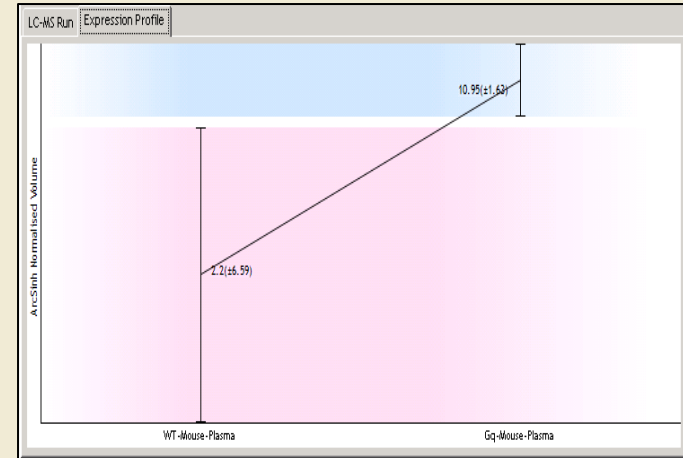 LC-MS Run Expression Profile
10.95(±1.63)
ArcSinh Normalised Volume
2.2(±6.59)
WT-Mouse-Plasma Gq-Mouse-Plasma